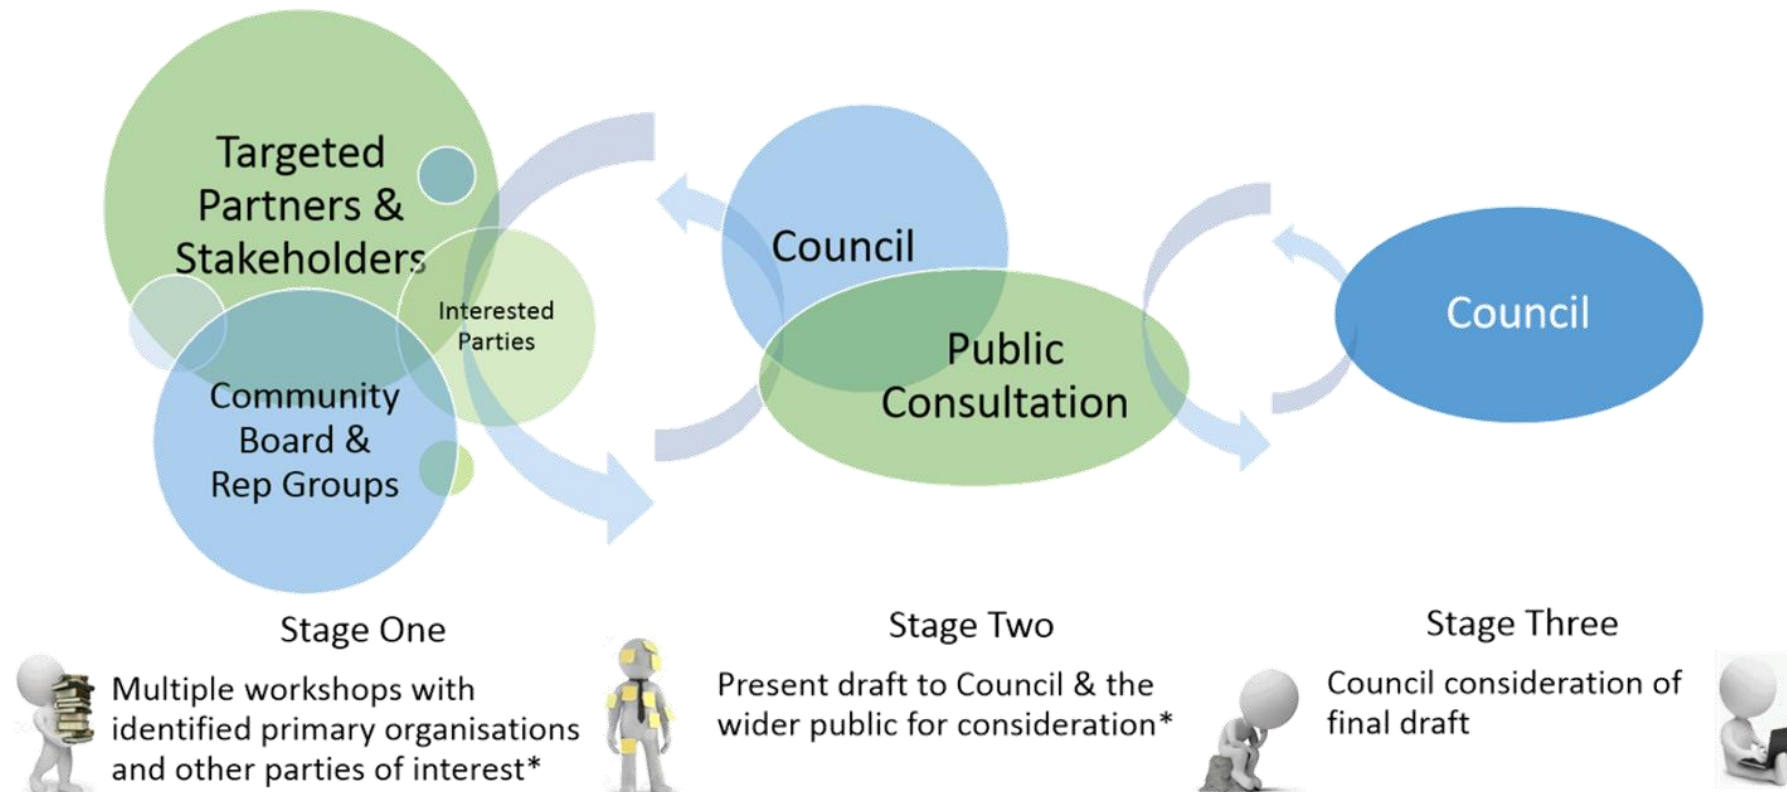 Targeted
Partners &
Stakeholders
Interested
Parties
Community
Board &
Rep Groups
Council
Public
Consultation
Council
Stage One
Multiple workshops with
identified primary organisations
and other parties of interest*
Stage Two
Present draft to Council & the
wider public for consideration*
Stage Three
Council consideration of
final draft